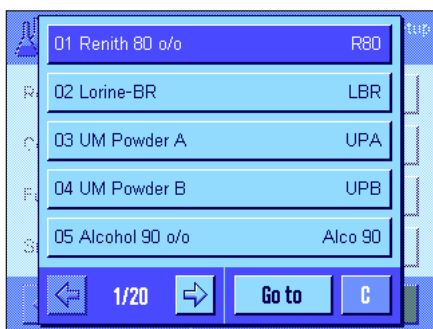 tup
01 Renith 80 o/o R80
02 Lorine-BR LBR
03 UM Powder A UPA
04 UM Powder B UPB
05 Alcohol 90 o/o Alco 90
1/20 Go to C